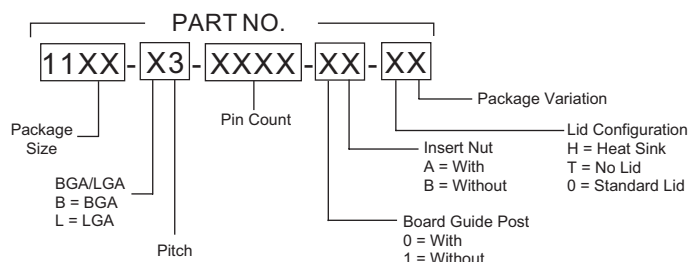 PART NO.
11XX-X3-XXXX-XX-XX
Package Variation
Package
Size
Pin Count
Lid Configuration
H = Heat Sink
T = No Lid
0 = Standard Lid
Insert Nut
A = With
B = Without
BGA/LGA
B = BGA
L = LGA
Board Guide Post
0 = With
1 = Without
Pitch